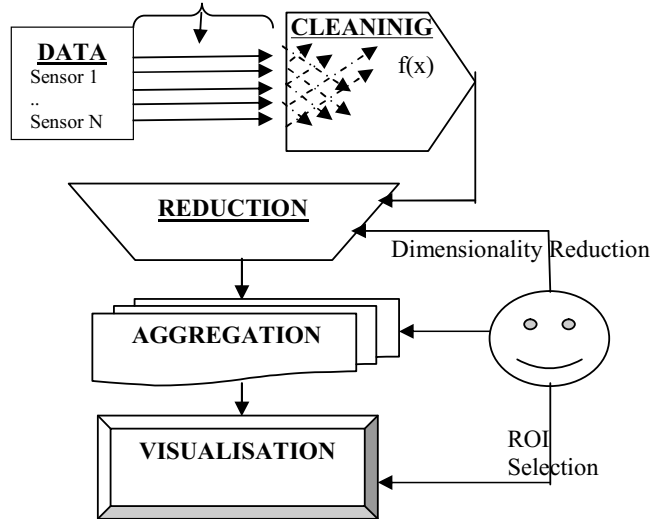 CLEANINIG
DATA
Sensor 1
..
Sensor N
f(x)
REDUCTION
Dimensionality Reduction
AGGREGATION
VISUALISATION
ROI
Selection